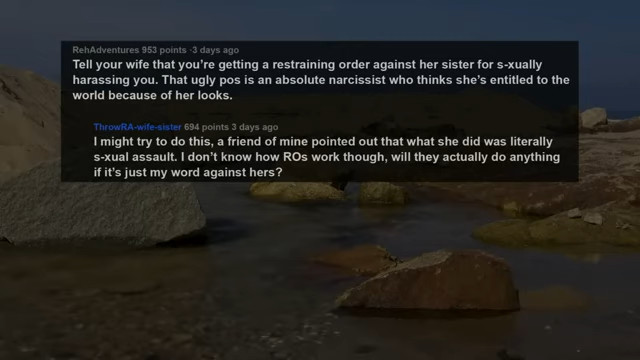 RehAdventures 953 points ·3 days ago
Tell your wife that you're getting a restraining order against her sister for s-xually
harassing you. That ugly pos is an absolute narcissist who thinks she's entitled to the
world because of her looks.
ThrowRA-wife-sister 694 points 3 days ago
I might try to do this, a friend of mine pointed out that what she did was literally
s-xual assault. I don't know how ROs work though, will they actually do anything
if it's just my word against hers?